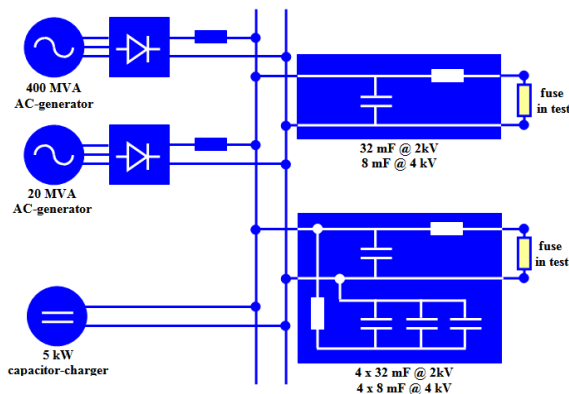 400 MVA
AC-generator
fuse
in test
32 mF @ 2kV
8 mF @ 4 kV
20 MVA
AC-generator
fuse
in test
5 kW
capacitor-charger
4 x 32 mF @ 2kV
4 x 8 mF @ 4 kV